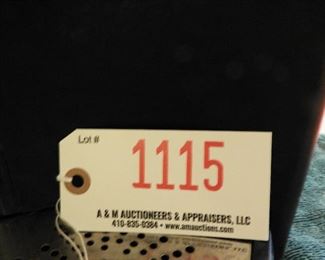 Lot #
1115
A & M AUCTIONEERS & APPRAISERS, LLC
410-835-0384 • www.amauctions.com